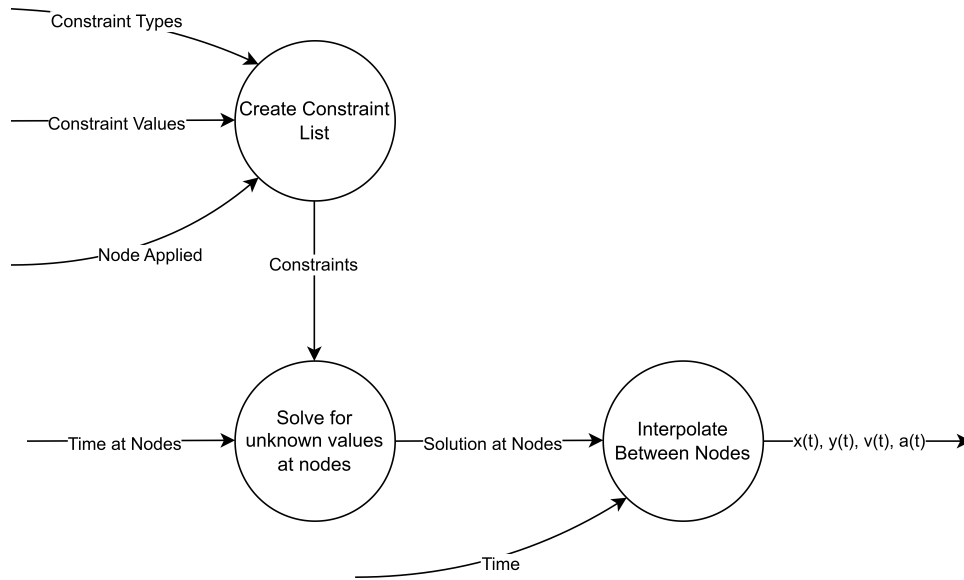 Constraint Types
Create Constraint
List
Constraint Values
Node Applied
Constraints
Solve for
unknown values
at nodes
Time at Nodes
Solution at Nodes
Interpolate
Between Nodes
x(t), y(t), v(t), a(t)
Time